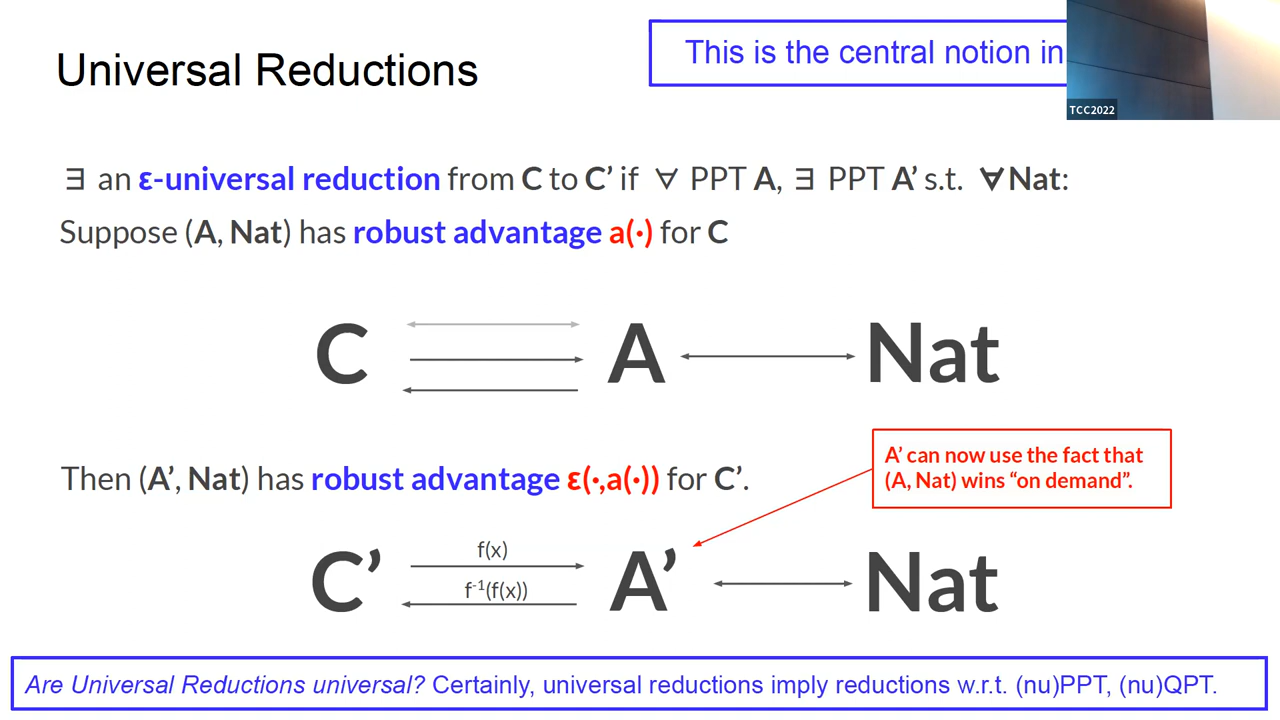 Universal Reductions
This is the central notion in
TCC2022
∃ an ε-universal reduction from C to C’ if ∀ PPT A, ∃ PPT A’ s.t. ∀Nat:
Suppose (A, Nat) has robust advantage a(·) for C
C A Nat
A’ can now use the fact that
(A, Nat) wins “on demand”.
Then (A’, Nat) has robust advantage ε(·,a(·)) for C’.
f(x)
C’ A’ Nat
f⁻¹(f(x))
Are Universal Reductions universal? Certainly, universal reductions imply reductions w.r.t. (nu)PPT, (nu)QPT.